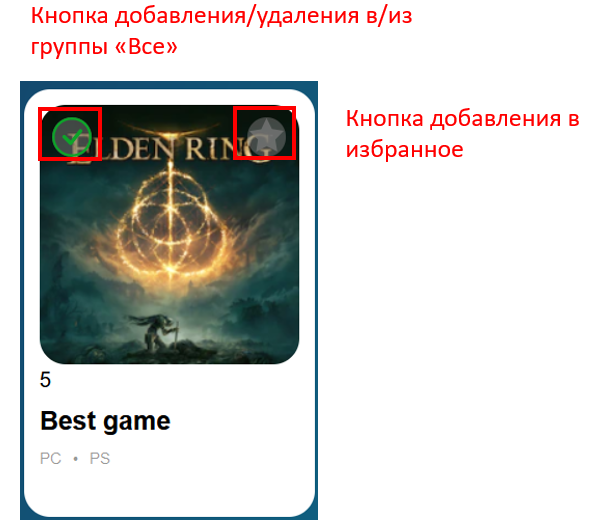 Кнопка добавления/удаления в/из
группы «Все»
Кнопка добавления в
избранное
ELDEN RING
5
Best game
PC • PS